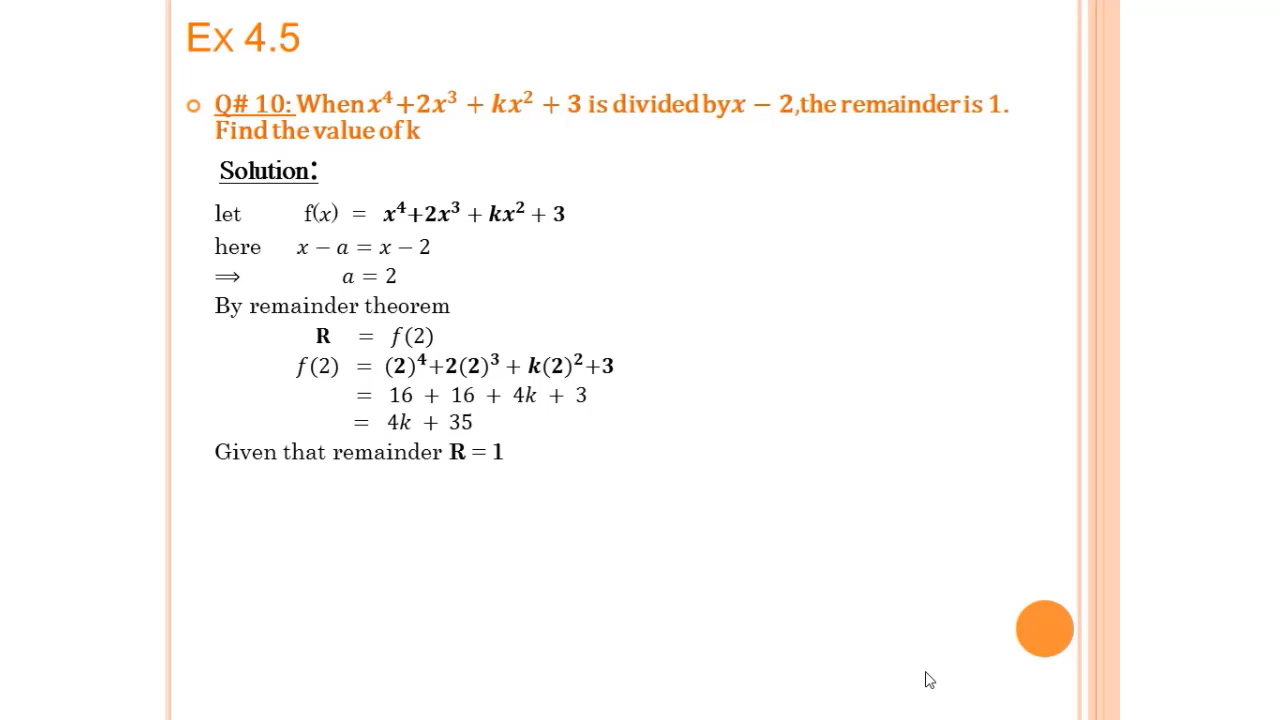 Ex 4.5
Q# 10: When x⁴+2x³ + kx² + 3 is divided by x − 2,the remainder is 1.
Find the value of k
Solution:
let f(x) = x⁴+2x³ + kx² + 3
here x − a = x − 2
⟹ a = 2
By remainder theorem
R = f(2)
f(2) = (2)⁴+2(2)³ + k(2)²+3
= 16 + 16 + 4k + 3
= 4k + 35
Given that remainder R = 1